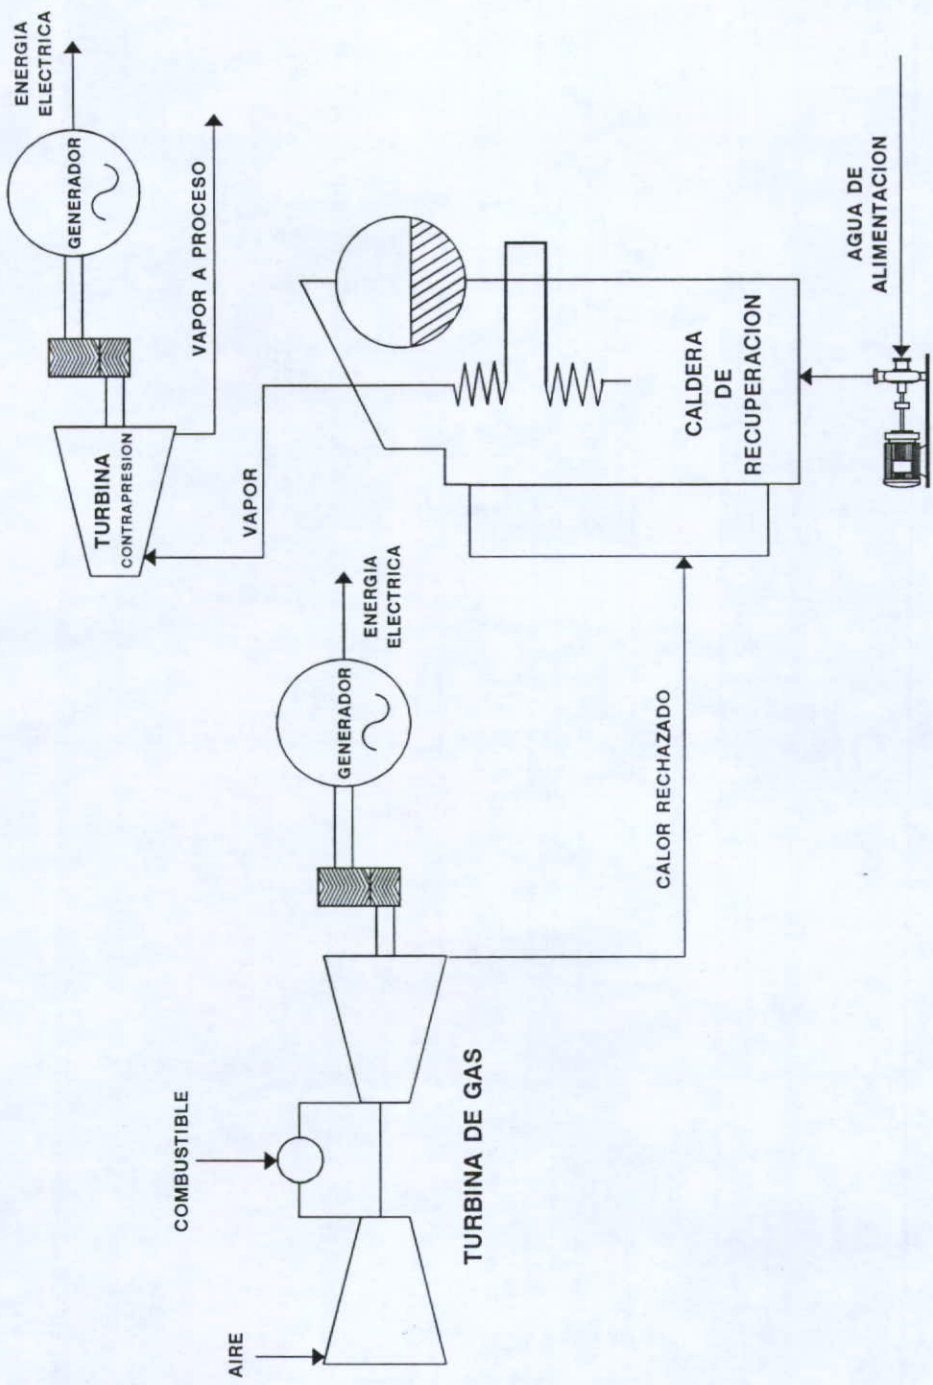 AIRE
COMBUSTIBLE
TURBINA DE GAS
GENERADOR
ENERGIA
ELECTRICA
CALOR RECHAZADO
TURBINA
CONTRAPRESION
GENERADOR
ENERGIA
ELECTRICA
VAPOR A PROCESO
VAPOR
CALDERA
DE
RECUPERACION
AGUA DE
ALIMENTACION